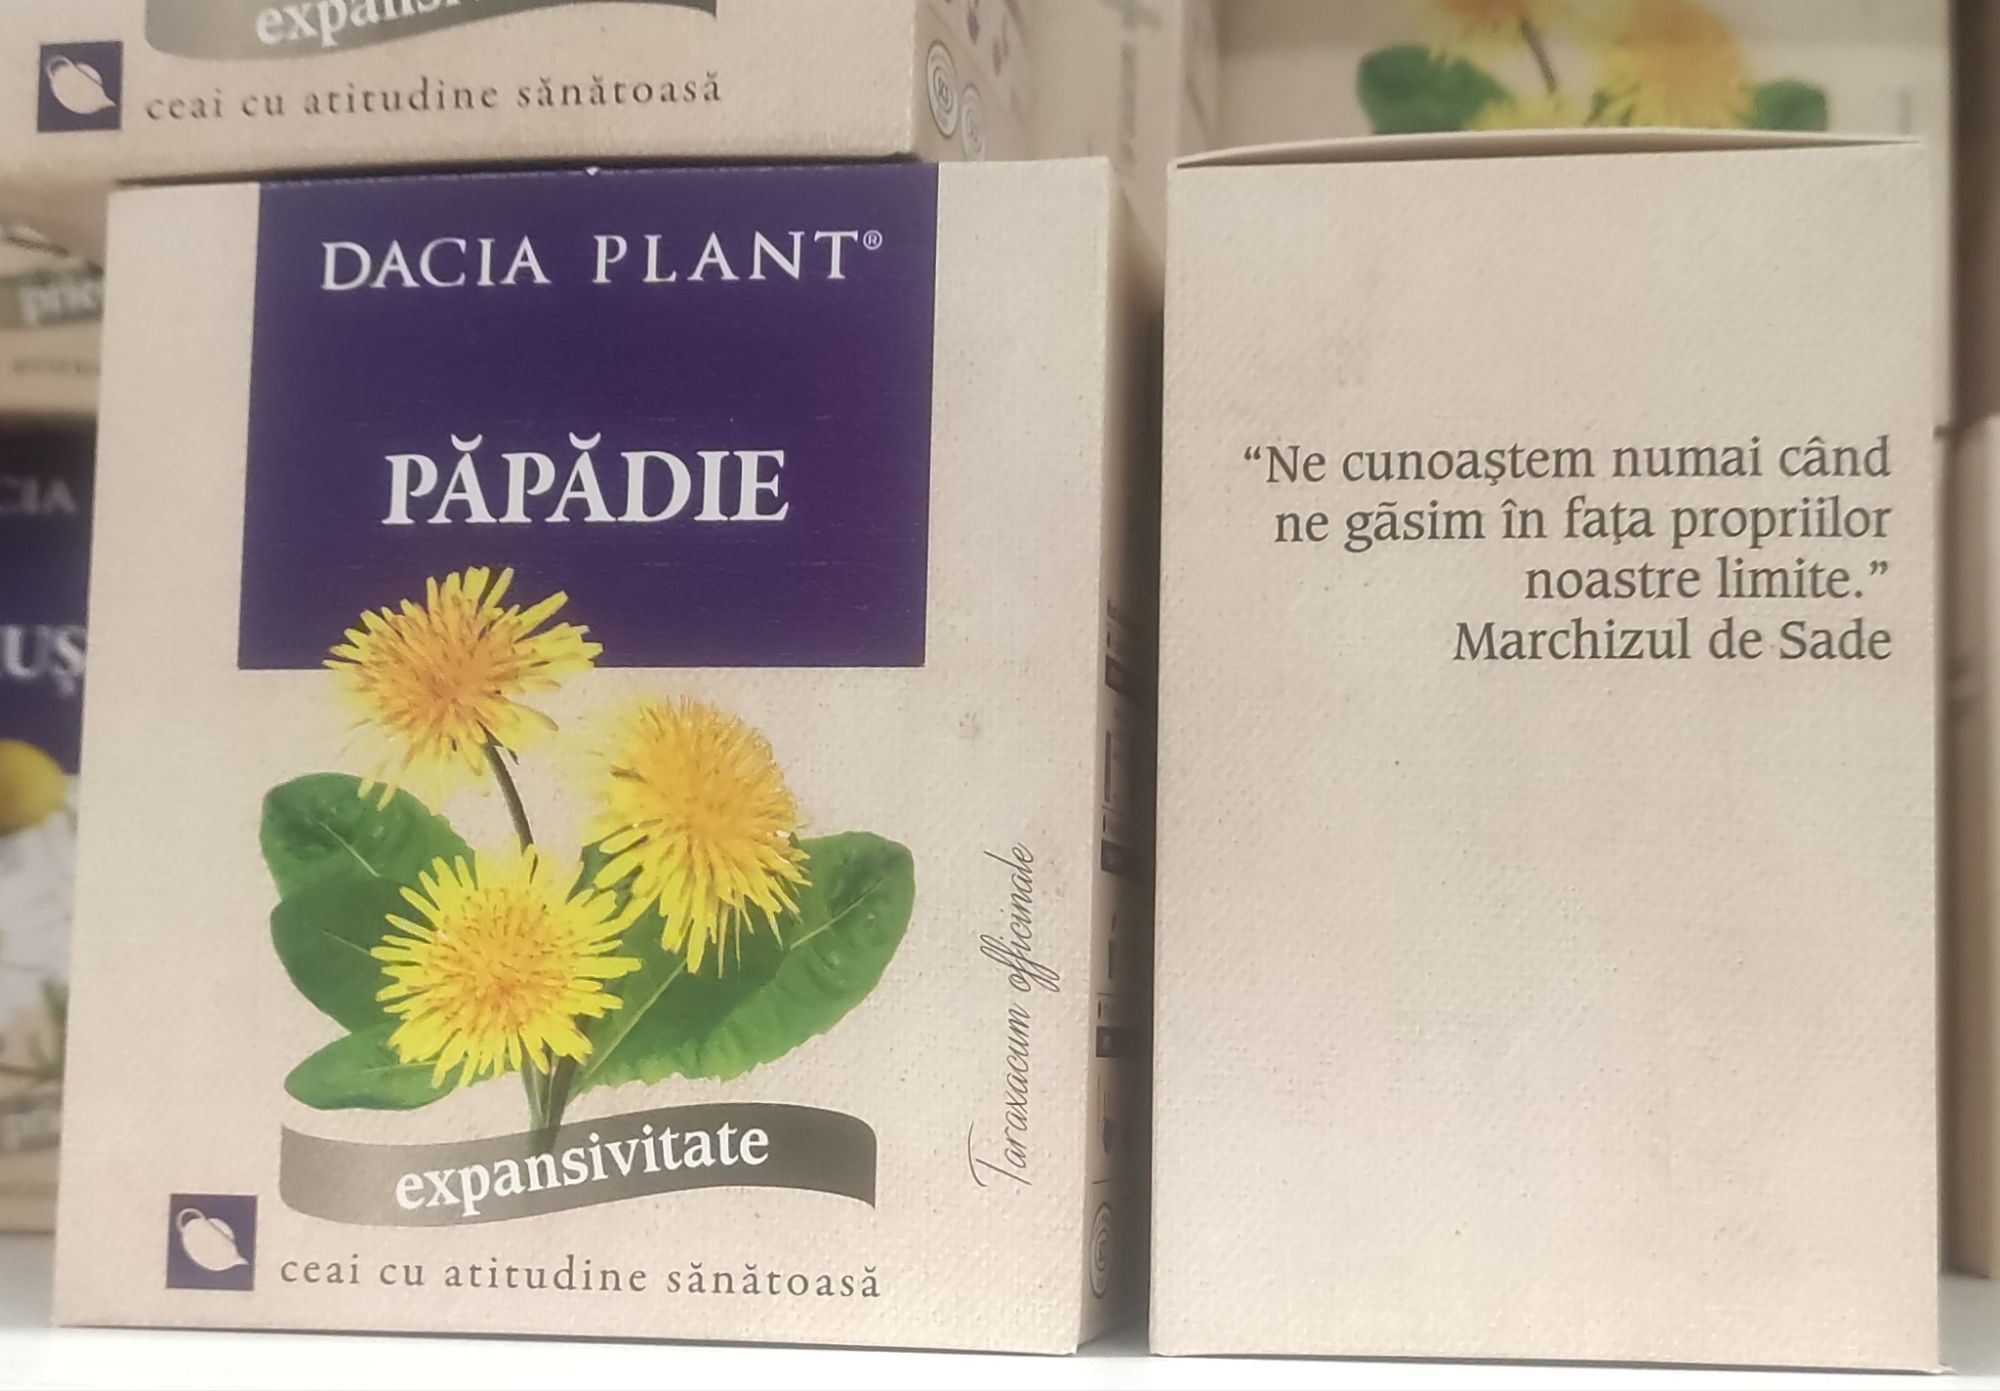 ceai cu atitudine sănătoasă
DACIA PLANT®
PĂPĂDIE
Taraxacum officinale
expansivitate
ceai cu atitudine sănătoasă
“Ne cunoaştem numai când
ne gãsim în faţa propriilor
noastre limite.”
Marchizul de Sade